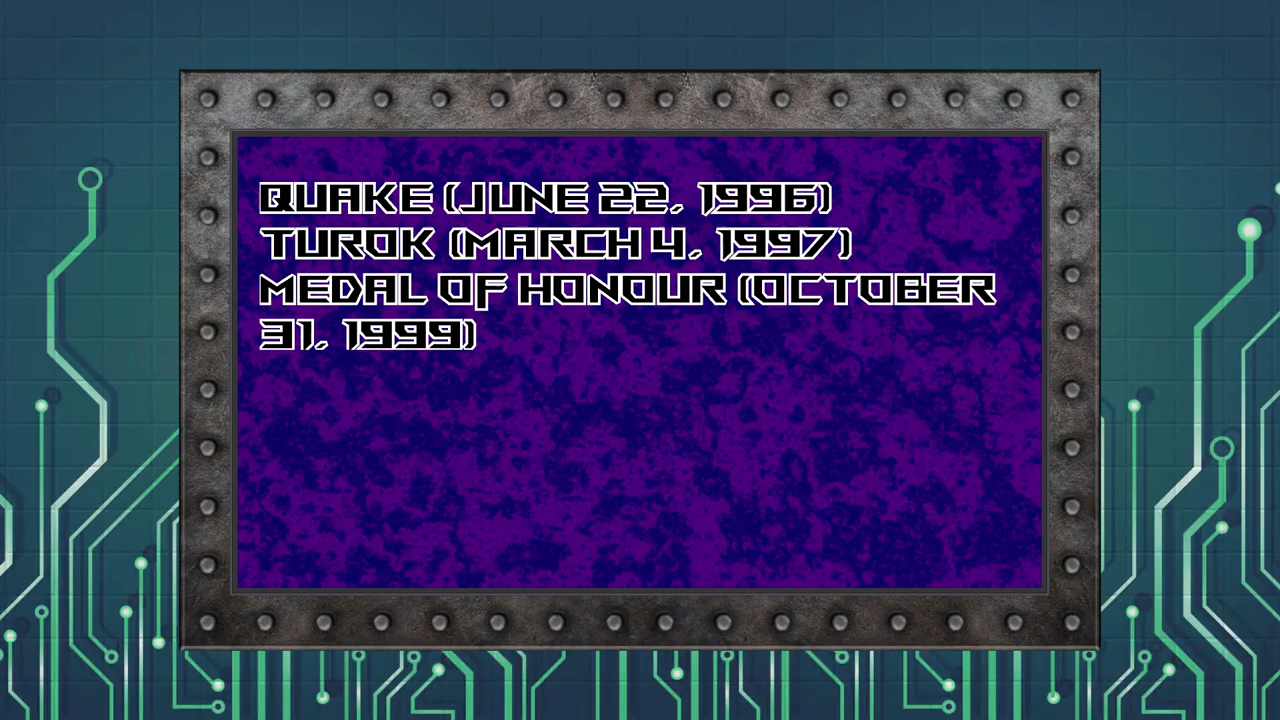 QUAKE (JUNE 22, 1996)
TUROK (MARCH 4, 1997)
MEDAL OF HONOUR (OCTOBER
31, 1999)